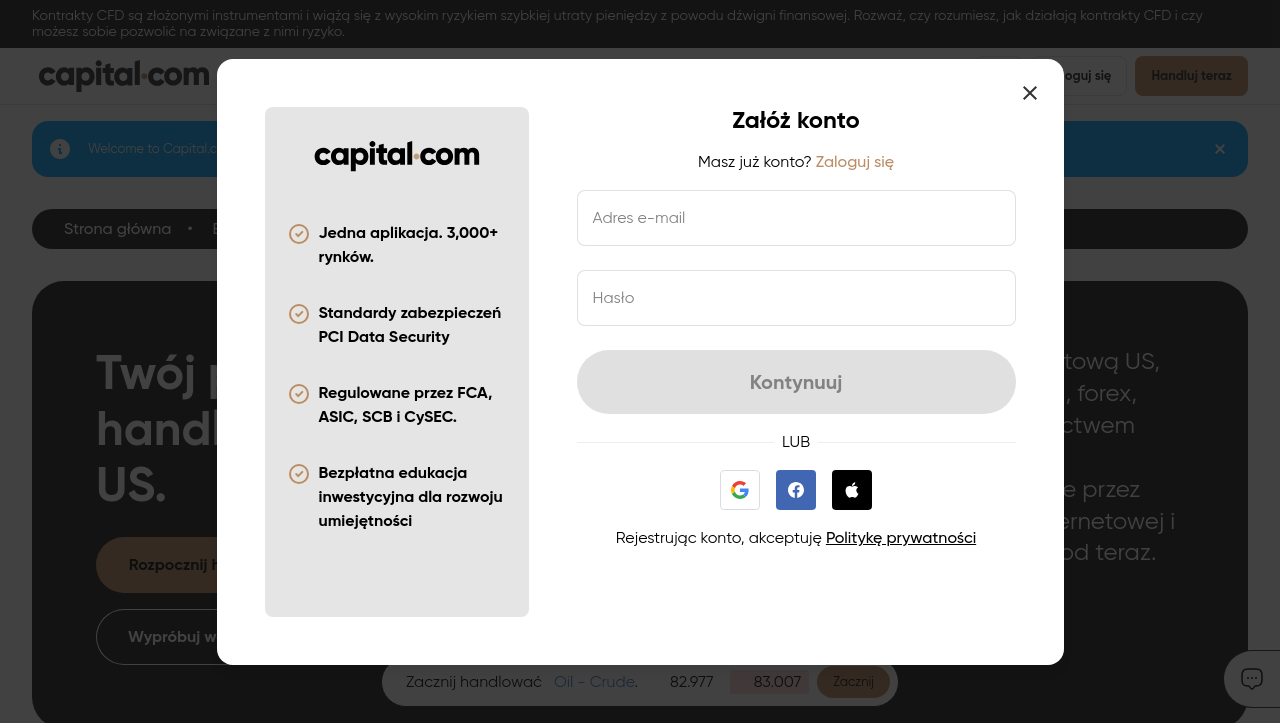 Kontrakty CFD są złożonymi instrumentami i wiążą się z wysokim ryzykiem szybkiej utraty pieniędzy z powodu dźwigni finansowej. Rozważ, czy rozumiesz, jak działają kontrakty CFD i czy
możesz sobie pozwolić na związane z nimi ryzyko.
capital.com
oguj się
Handluj teraz
Welcome to Capital.c
Strona główna
Twój
handl
US.
tową US,
, forex,
ctwem
e przez
ernetowej i
od teraz.
Rozpocznij
Wypróbuj w
capital.com
Jedna aplikacja. 3,000+
rynków.
Standardy zabezpieczeń
PCI Data Security
Regulowane przez FCA,
ASIC, SCB i CySEC.
Bezpłatna edukacja
inwestycyjna dla rozwoju
umiejętności
Załóż konto
Masz już konto? Zaloguj się
Adres e-mail
Hasło
Kontynuuj
LUB
Rejestrując konto, akceptuję Politykę prywatności
Zacznij handlować Oil - Crude. 82.977 83.007 Zacznij